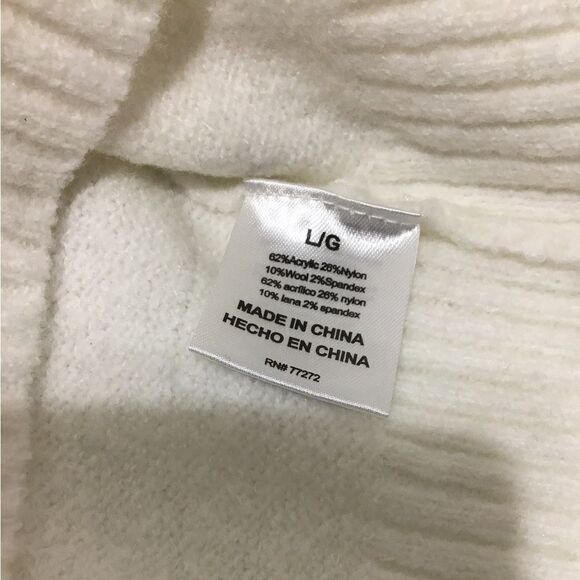 L/G
62%Acrylic 26%Nylon
10%Wool 2%Spandex
62% acrílico 26% nylon
10% lana 2% spandex
MADE IN CHINA
HECHO EN CHINA
RN# 77272